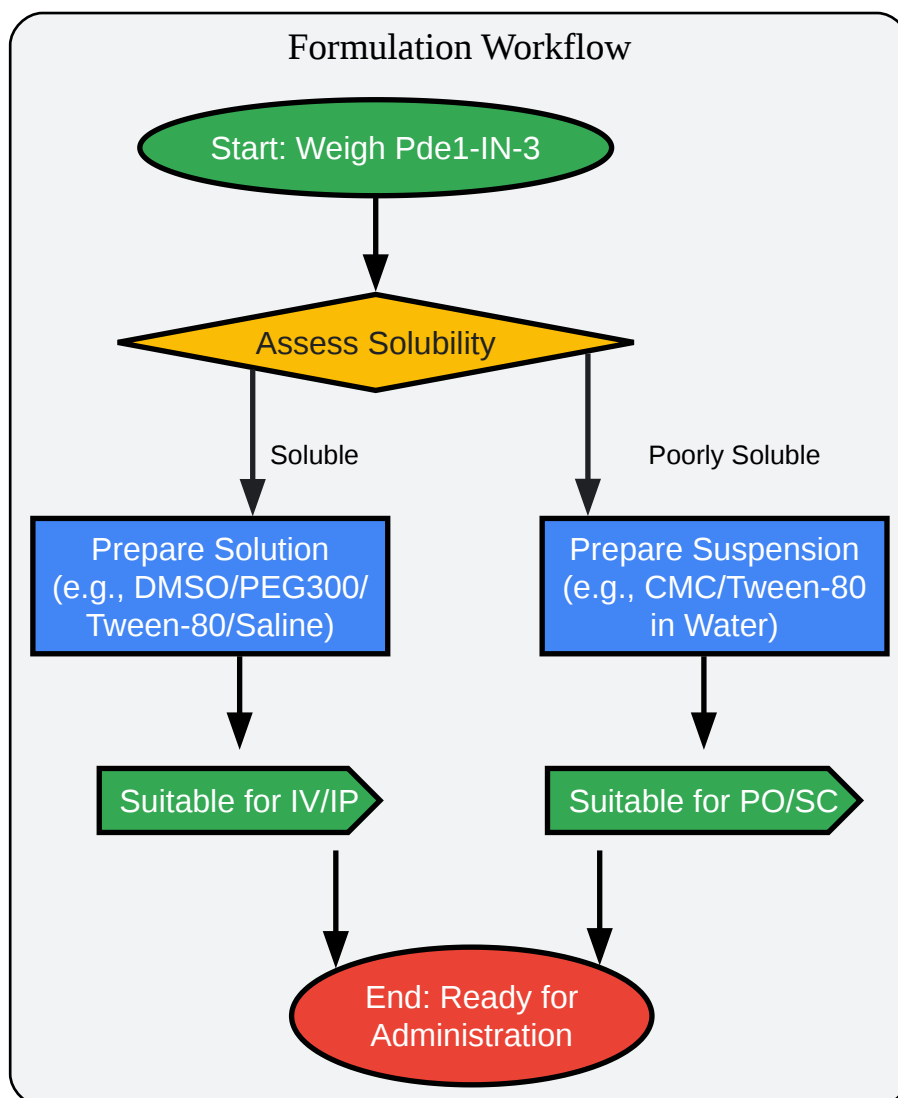 Formulation Workflow
Start: Weigh Pde1-IN-3
Assess Solubility
Soluble
Poorly Soluble
Prepare Solution
(e.g., DMSO/PEG300/
Tween-80/Saline)
Prepare Suspension
(e.g., CMC/Tween-80
in Water)
Suitable for IV/IP
Suitable for PO/SC
End: Ready for
Administration